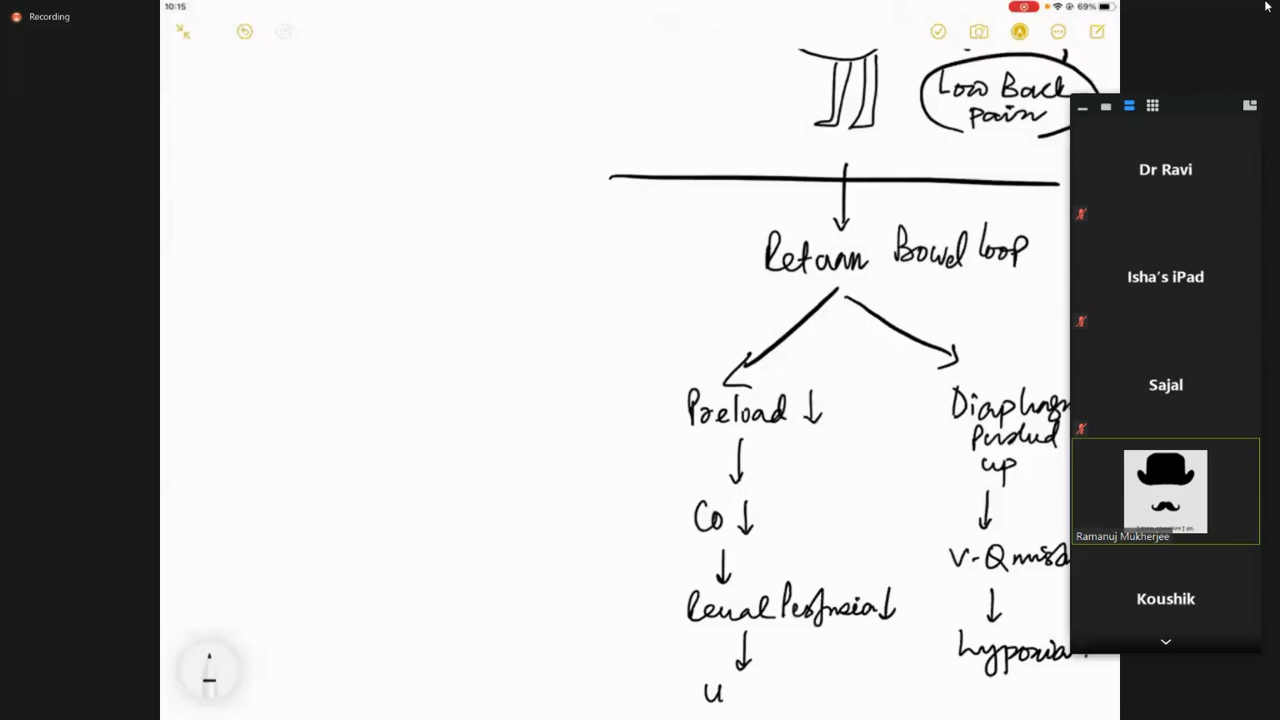 Recording
10:15
69%
Low Back
pain
Return Bowel loop
Preload ↓
Diaphragm
Pushed
up
Co ↓
V-Q
Renal Perfusion ↓
hypoxia
u
Dr Ravi
Isha's iPad
Sajal
Ramanuj Mukherjee
Koushik